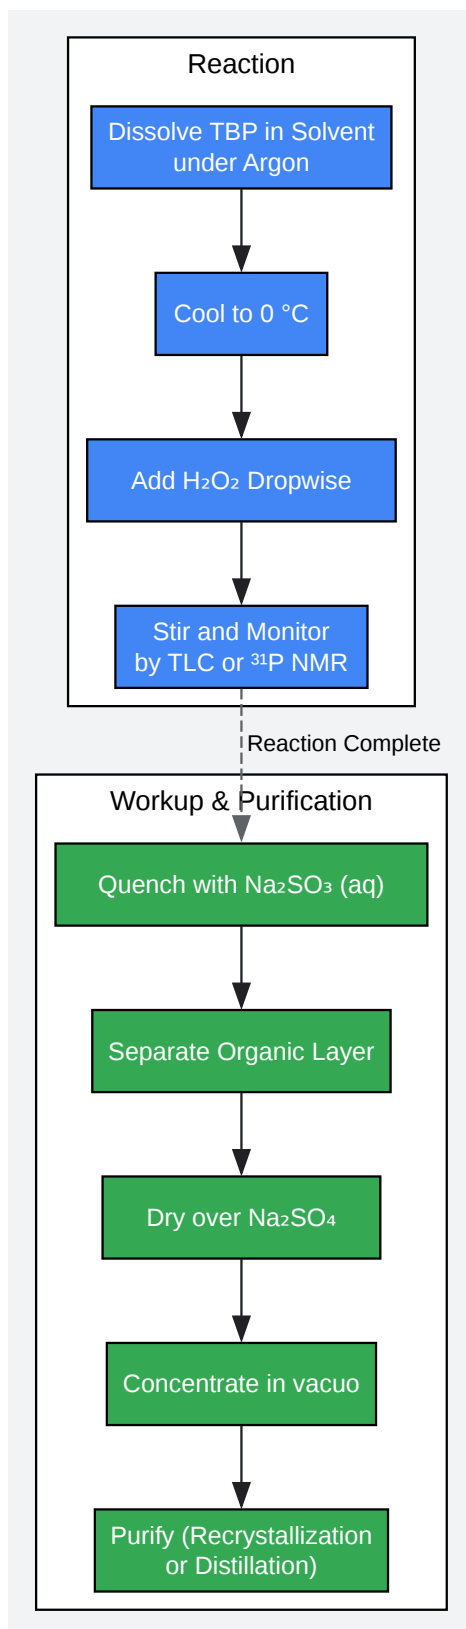 Reaction
Dissolve TBP in Solvent
under Argon
Cool to 0 °C
Add H₂O₂ Dropwise
Stir and Monitor
by TLC or ³¹P NMR
Reaction Complete
Workup & Purification
Quench with Na₂SO₃ (aq)
Separate Organic Layer
Dry over Na₂SO₄
Concentrate in vacuo
Purify (Recrystallization
or Distillation)